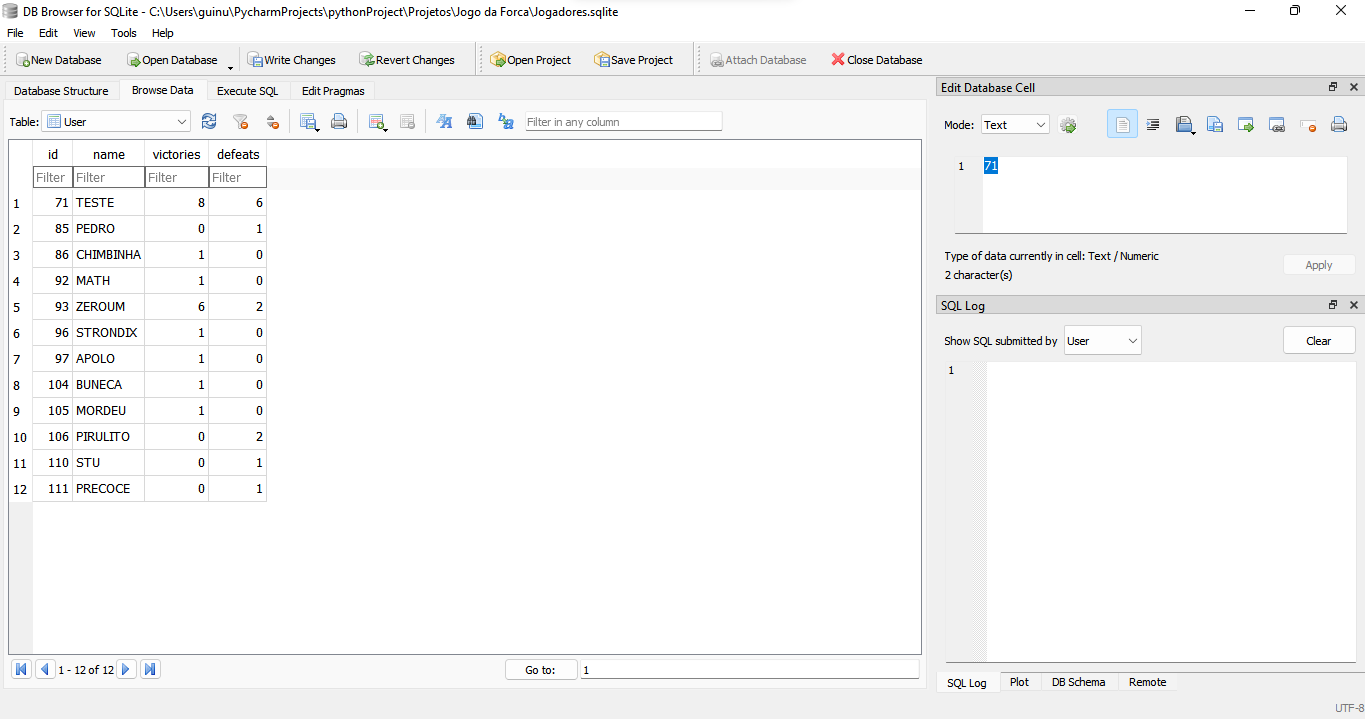 DB Browser for SQLite - C:\Users\guinu\PycharmProjects\pythonProject\Projetos\Jogo da Forca\Jogadores.sqlite
File Edit View Tools Help
New Database Open Database Write Changes Revert Changes Open Project Save Project Attach Database Close Database
Database Structure Browse Data Execute SQL Edit Pragmas
Table: User Filter in any column
id name victories defeats
Filter Filter Filter Filter
1 71 TESTE 8 6
2 85 PEDRO 0 1
3 86 CHIMBINHA 1 0
4 92 MATH 1 0
5 93 ZEROUM 6 2
6 96 STRONDIX 1 0
7 97 APOLO 1 0
8 104 BUNECA 1 0
9 105 MORDEU 1 0
10 106 PIRULITO 0 2
11 110 STU 0 1
12 111 PRECOCE 0 1
1 - 12 of 12 Go to: 1
Edit Database Cell
Mode: Text
1 71
Type of data currently in cell: Text / Numeric
2 character(s)
Apply
SQL Log
Show SQL submitted by User Clear
1
SQL Log Plot DB Schema Remote
UTF-8